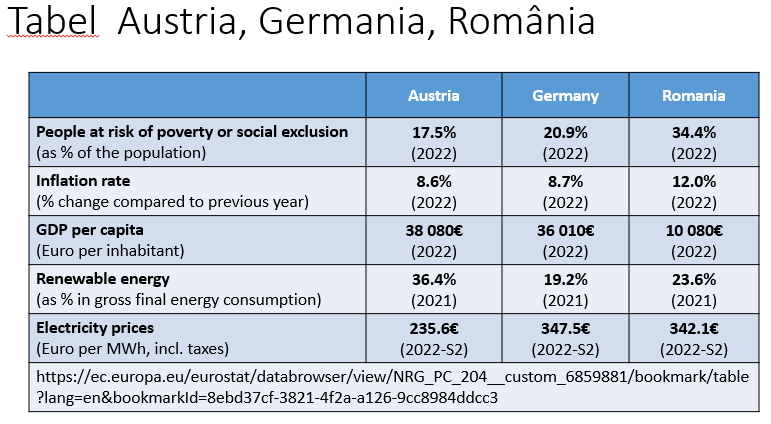 Tabel Austria, Germania, România
Austria Germany Romania
People at risk of poverty or social exclusion 17.5% 20.9% 34.4%
(as % of the population) (2022) (2022) (2022)
Inflation rate 8.6% 8.7% 12.0%
(% change compared to previous year) (2022) (2022) (2022)
GDP per capita 38 080€ 36 010€ 10 080€
(Euro per inhabitant) (2022) (2022) (2022)
Renewable energy 36.4% 19.2% 23.6%
(as % in gross final energy consumption) (2021) (2021) (2021)
Electricity prices 235.6€ 347.5€ 342.1€
(Euro per MWh, incl. taxes) (2022-S2) (2022-S2) (2022-S2)
https://ec.europa.eu/eurostat/databrowser/view/NRG_PC_204__custom_6859881/bookmark/table
?lang=en&bookmarkId=8ebd37cf-3821-4f2a-a126-9cc8984ddcc3